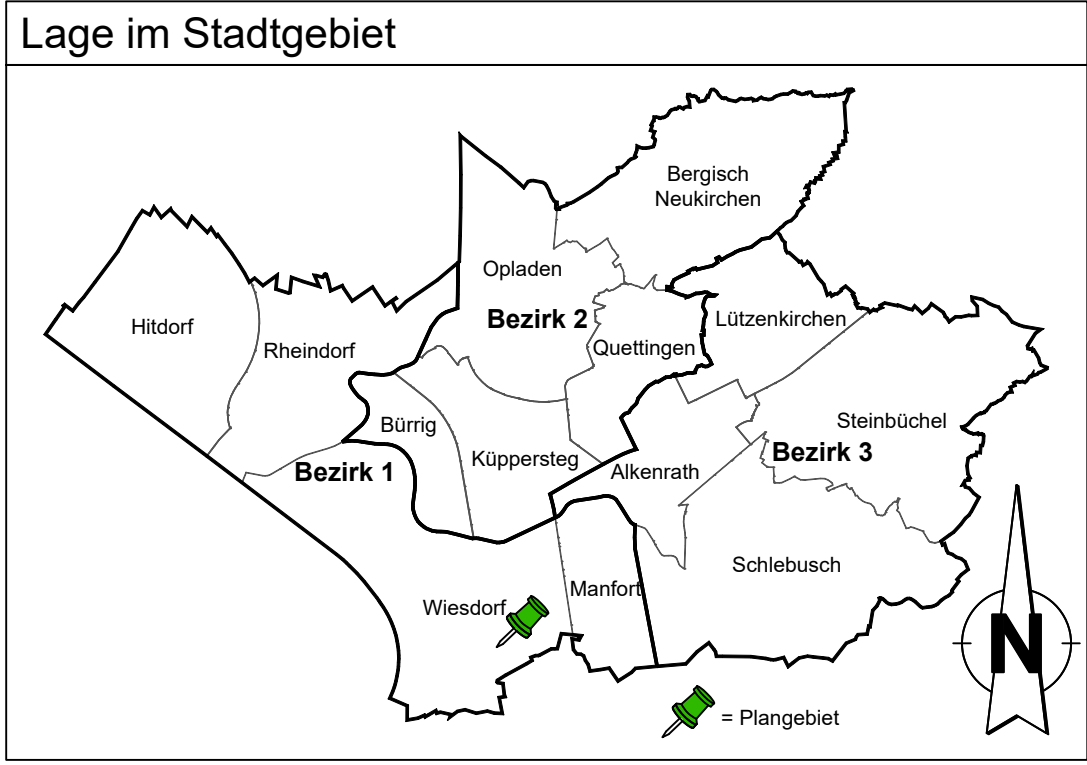 Lage im Stadtgebiet
Bergisch
Neukirchen
Opladen
Bezirk 2
Hitdorf
Rheindorf
Lützenkirchen
Quettingen
Bürrig
Steinbüchel
Bezirk 3
Küppersteg
Bezirk 1
Alkenrath
Schlebusch
Manfort
Wiesdorf
N
= Plangebiet